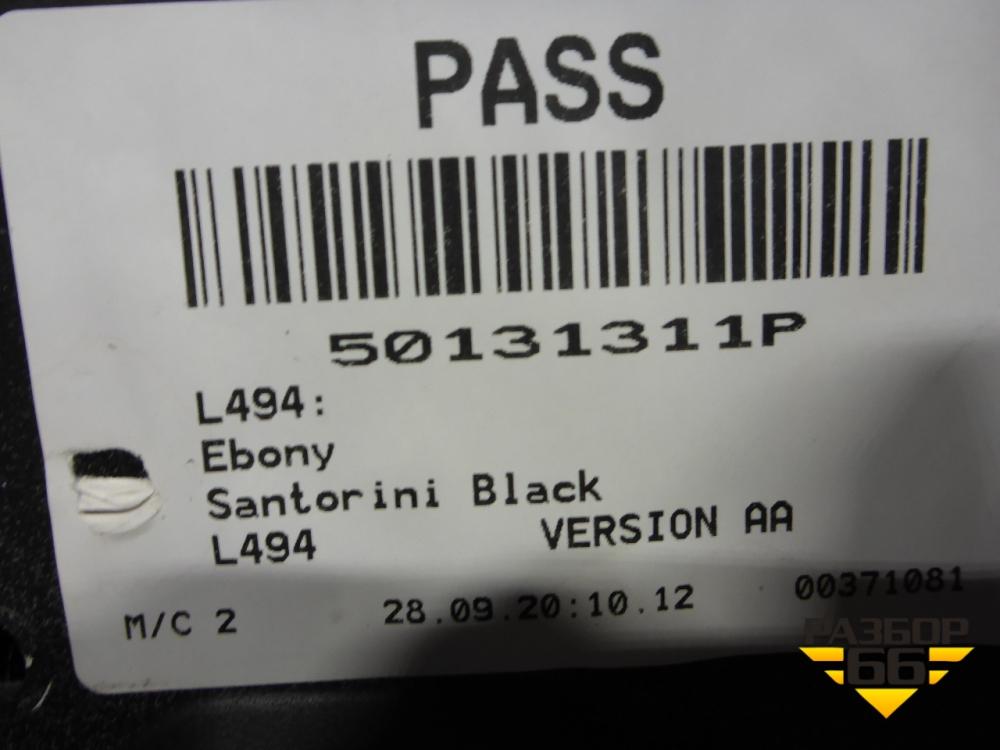 PASS
50131311P
L494:
Ebony
Santorini Black
L494 VERSION AA
M/C 2 28.09.20:10.12 00371081
РАЗБОР
66